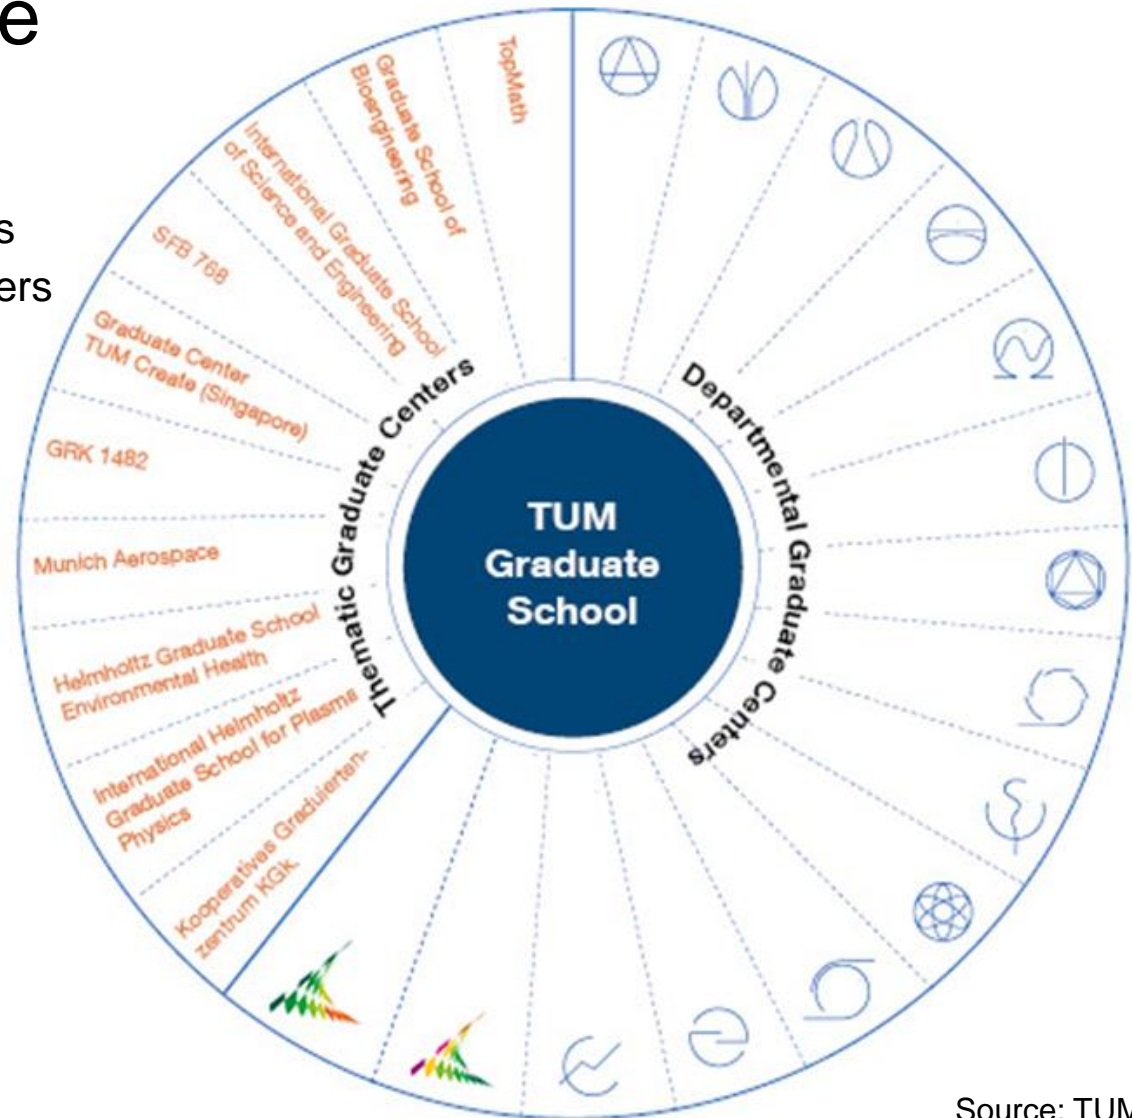 e
s
ers
TopMath
Graduate School of
Bioengineering
International Graduate School
of Science and Engineering
SFB 768
Graduate Center
TUM Create (Singapore)
GRK 1482
Munich Aerospace
Helmholtz Graduate School
Environmental Health
International Helmholtz
Graduate School for Plasma
Physics
Kooperatives Graduierten-
zentrum KGk.
Thematic Graduate Centers
Departmental Graduate Centers
TUM
Graduate
School
Source: TUM